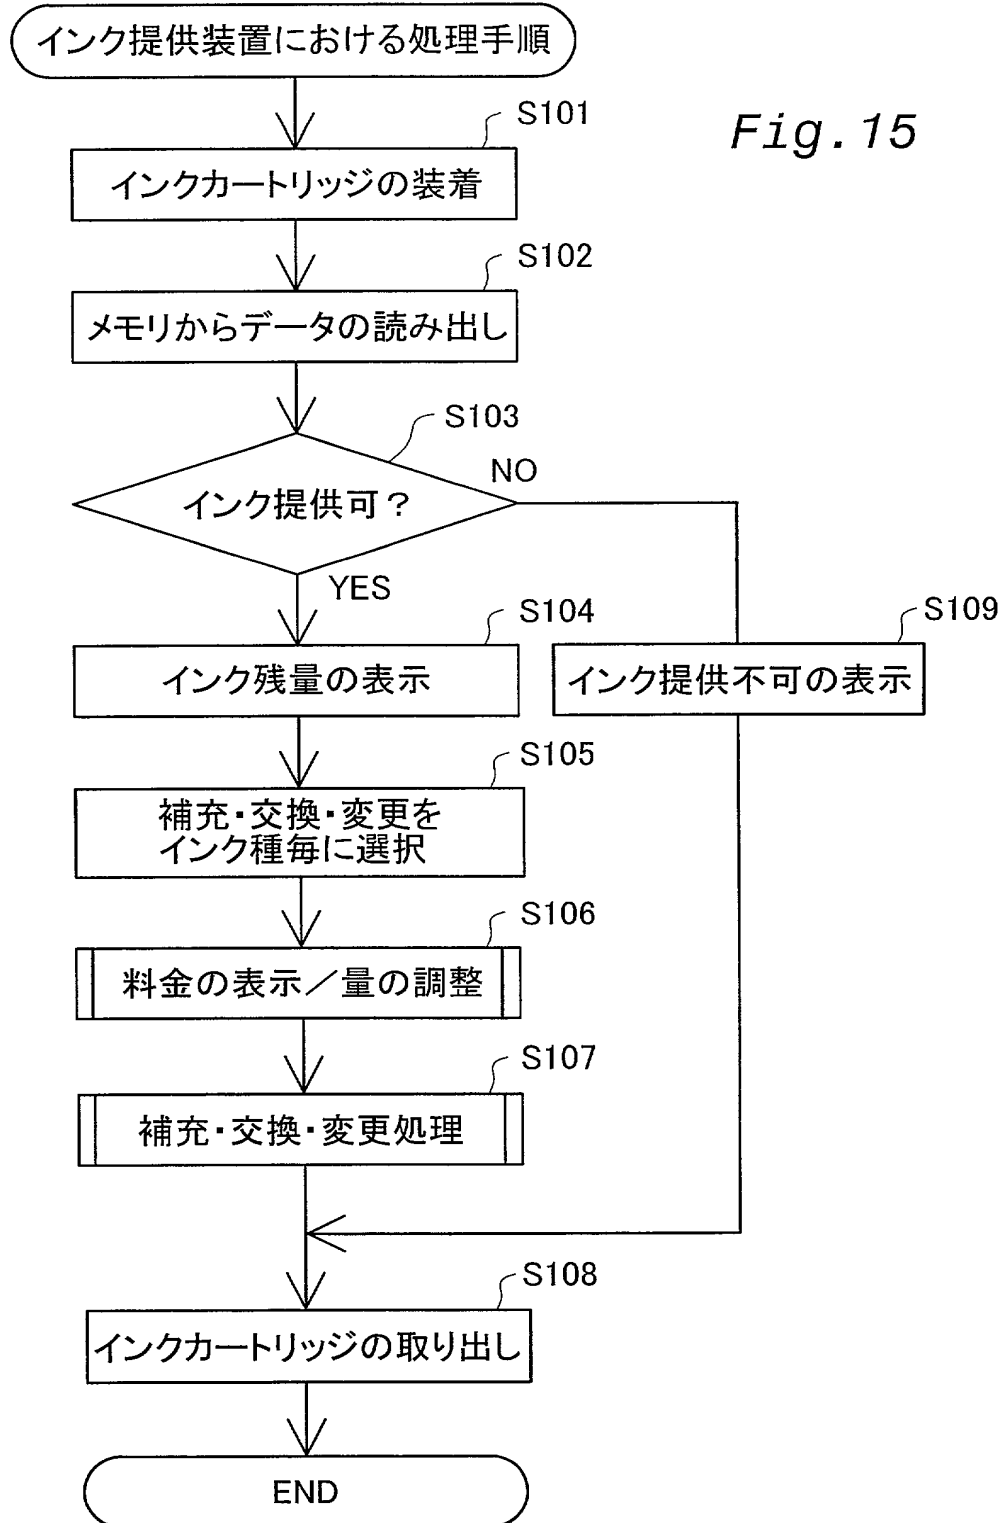 インク提供装置における処理手順
Fig.15
S101
インクカートリッジの装着
S102
メモリからデータの読み出し
S103
インク提供可？
NO
YES
S104
インク残量の表示
S109
インク提供不可の表示
S105
補充・交換・変更を
インク種毎に選択
S106
料金の表示／量の調整
S107
補充・交換・変更処理
S108
インクカートリッジの取り出し
END